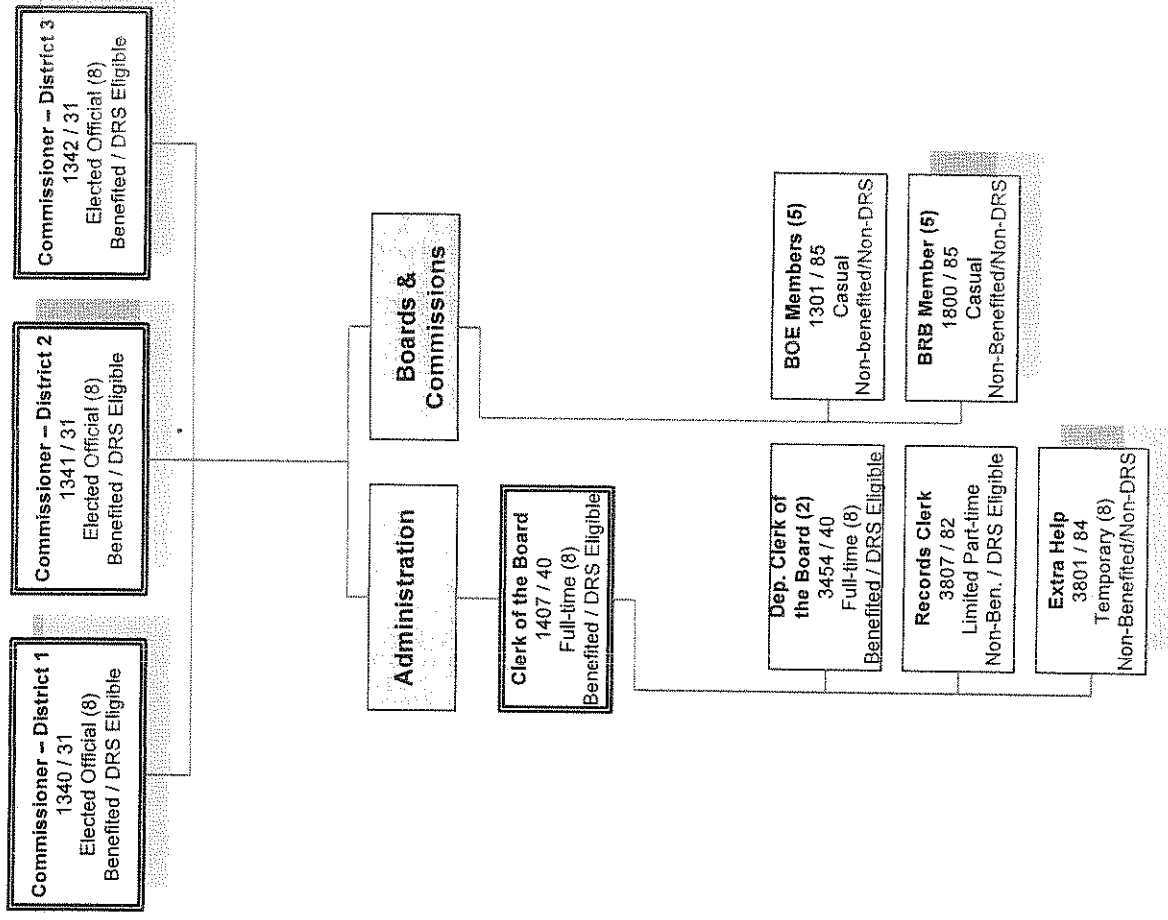 Commissioner – District 1
1340 / 31
Elected Official (8)
Benefited / DRS Eligible
Commissioner – District 2
1341 / 31
Elected Official (8)
Benefited / DRS Eligible
Commissioner – District 3
1342 / 31
Elected Official (8)
Benefited / DRS Eligible
Administration
Boards &
Commissions
Clerk of the Board
1407 / 40
Full-time (8)
Benefited / DRS Eligible
Dep. Clerk of
the Board (2)
3454 / 40
Full-time (8)
Benefited / DRS Eligible
Records Clerk
3807 / 82
Limited Part-time
Non-Ben. / DRS Eligible
Extra Help
3801 / 84
Temporary (8)
Non-Benefited/Non-DRS
BOE Members (5)
1301 / 85
Casual
Non-benefited/Non-DRS
BRB Member (5)
1800 / 85
Casual
Non-Benefited/Non-DRS